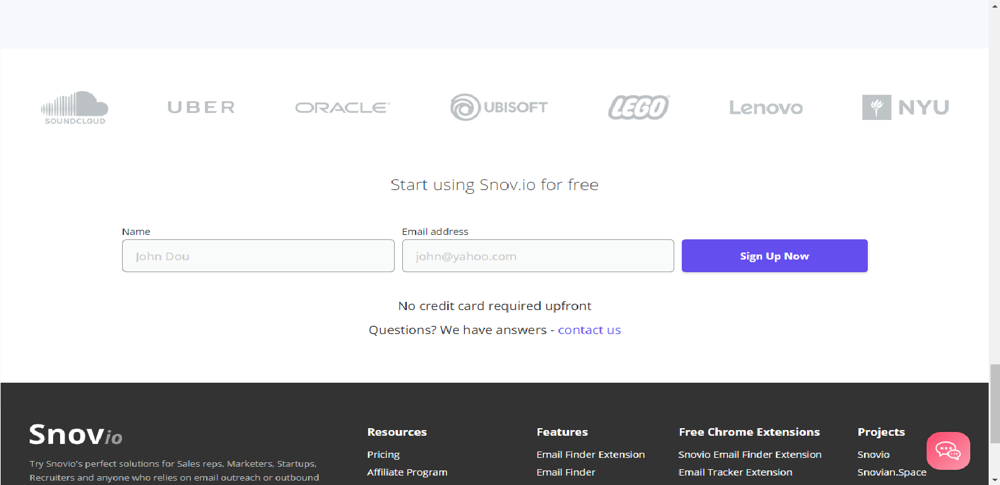 SOUNDCLOUD
UBER
ORACLE
UBISOFT
LEGO
Lenovo
NYU
Start using Snov.io for free
Name
Email address
John Dou
john@yahoo.com
Sign Up Now
No credit card required upfront
Questions? We have answers - contact us
Snovio
Try Snovio's perfect solutions for Sales reps, Marketers, Startups,
Recruiters and anyone who relies on email outreach or outbound
Resources
Pricing
Affiliate Program
Features
Email Finder Extension
Email Finder
Free Chrome Extensions
Snovio Email Finder Extension
Email Tracker Extension
Projects
Snovio
Snovian.Space